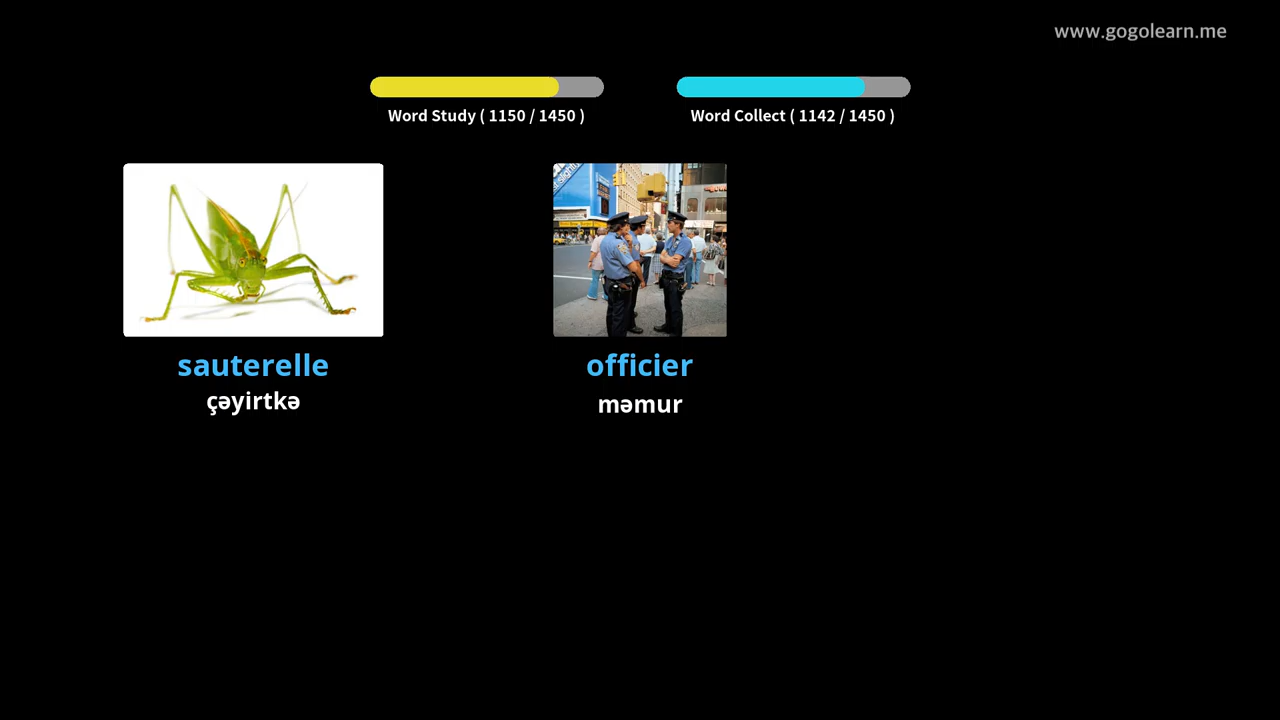 www.gogolearn.me
Word Study ( 1150 / 1450 )
Word Collect ( 1142 / 1450 )
sauterelle
çəyirtkə
officier
məmur